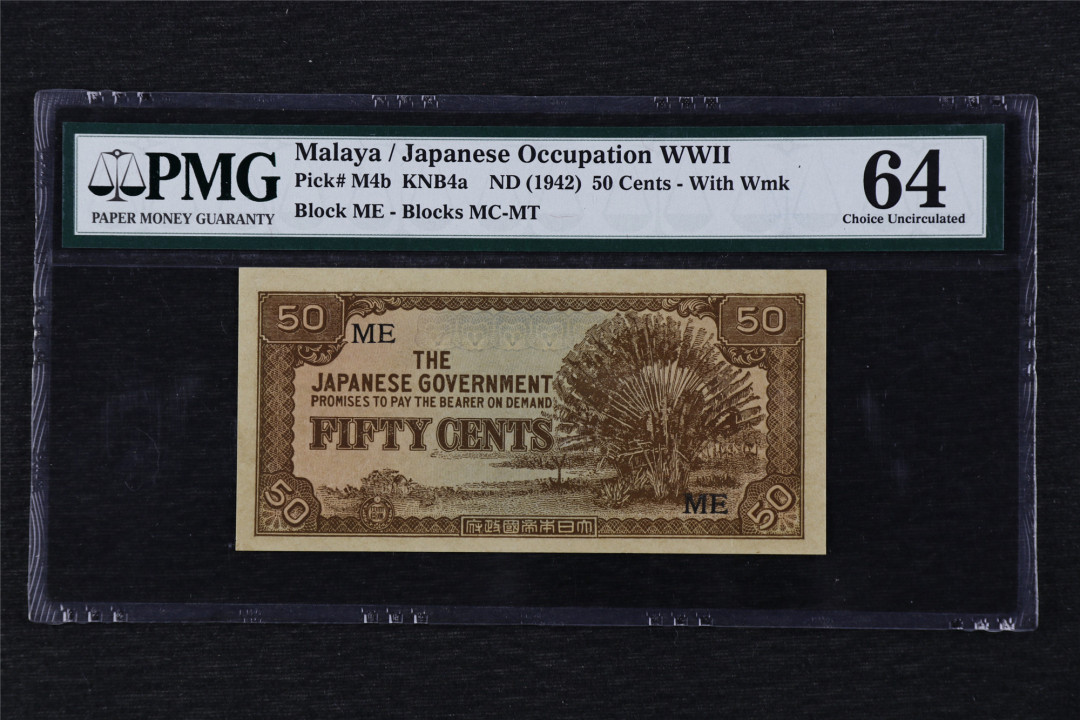 PMG
PAPER MONEY GUARANTY
Malaya / Japanese Occupation WWII
Pick# M4b KNB4a ND (1942) 50 Cents - With Wmk
Block ME - Blocks MC-MT
64
Choice Uncirculated
50
50
ME
THE
JAPANESE GOVERNMENT
PROMISES TO PAY THE BEARER ON DEMAND
FIFTY CENTS
ME
50
50
府政國帝本日大